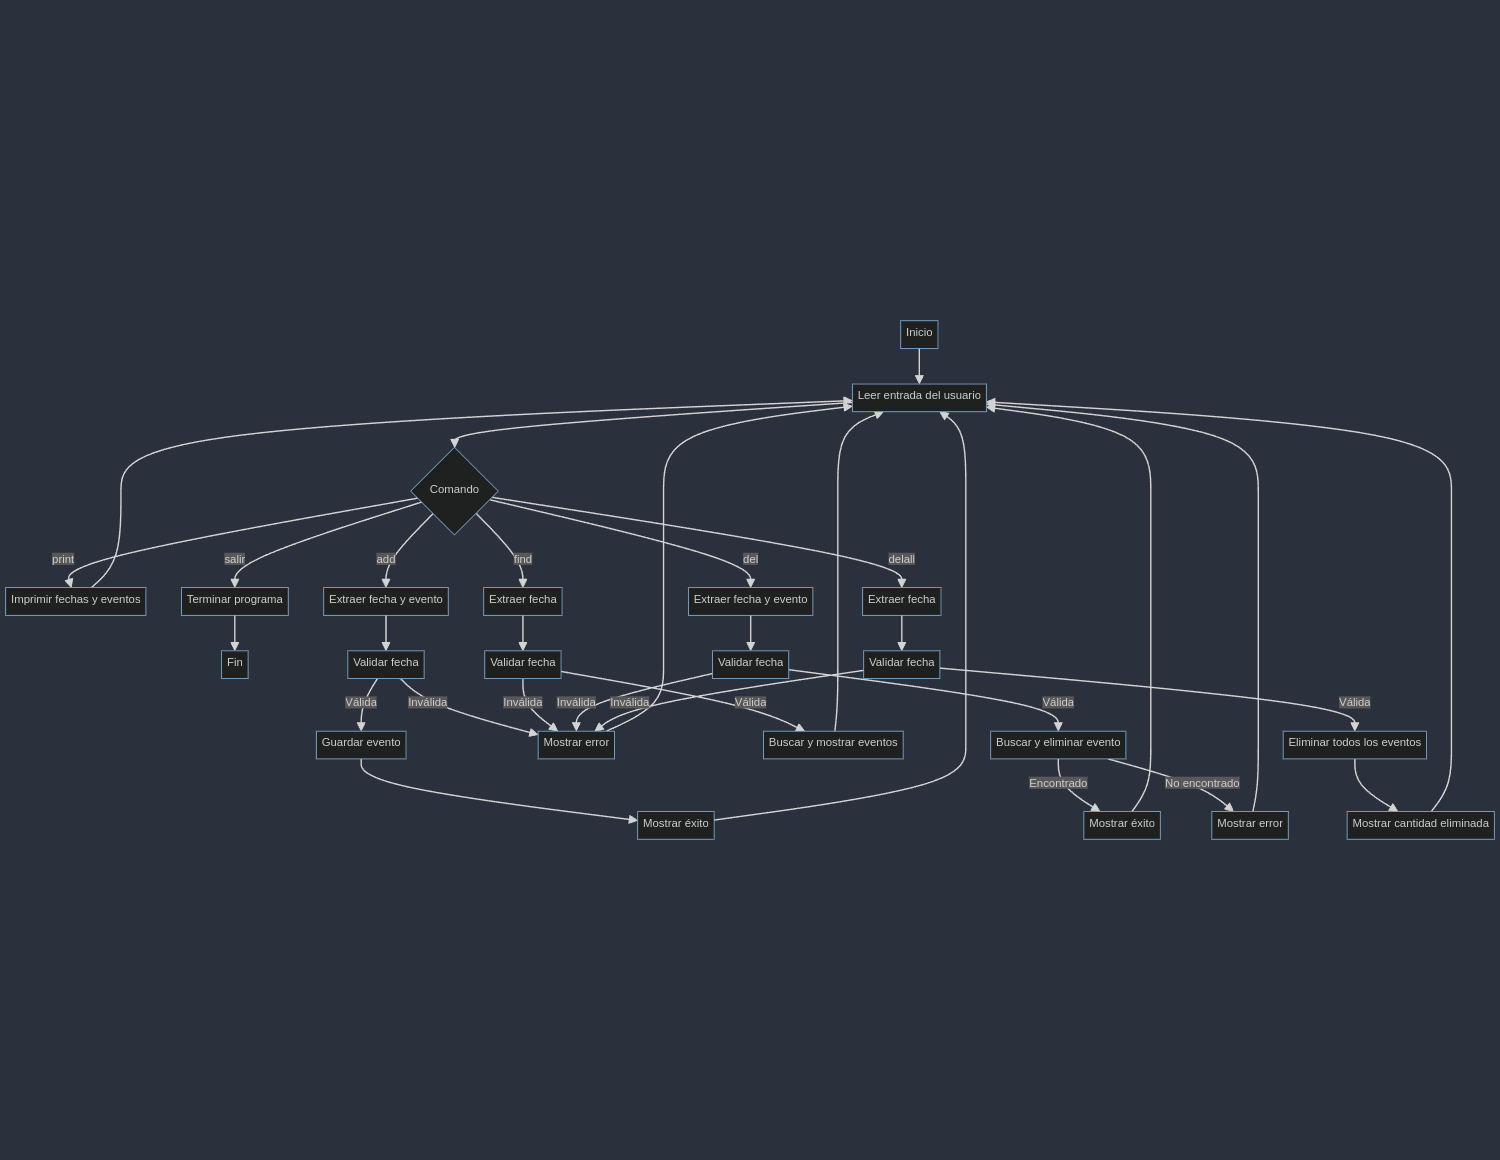 Inicio
Leer entrada del usuario
Comando
print
salir
add
find
del
delall
Imprimir fechas y eventos
Terminar programa
Extraer fecha y evento
Extraer fecha
Extraer fecha y evento
Extraer fecha
Fin
Validar fecha
Validar fecha
Validar fecha
Validar fecha
Válida
Inválida
Inválida
Inválida
Inválida
Válida
Válida
Válida
Guardar evento
Mostrar error
Buscar y mostrar eventos
Buscar y eliminar evento
Eliminar todos los eventos
Encontrado
No encontrado
Mostrar éxito
Mostrar éxito
Mostrar error
Mostrar cantidad eliminada